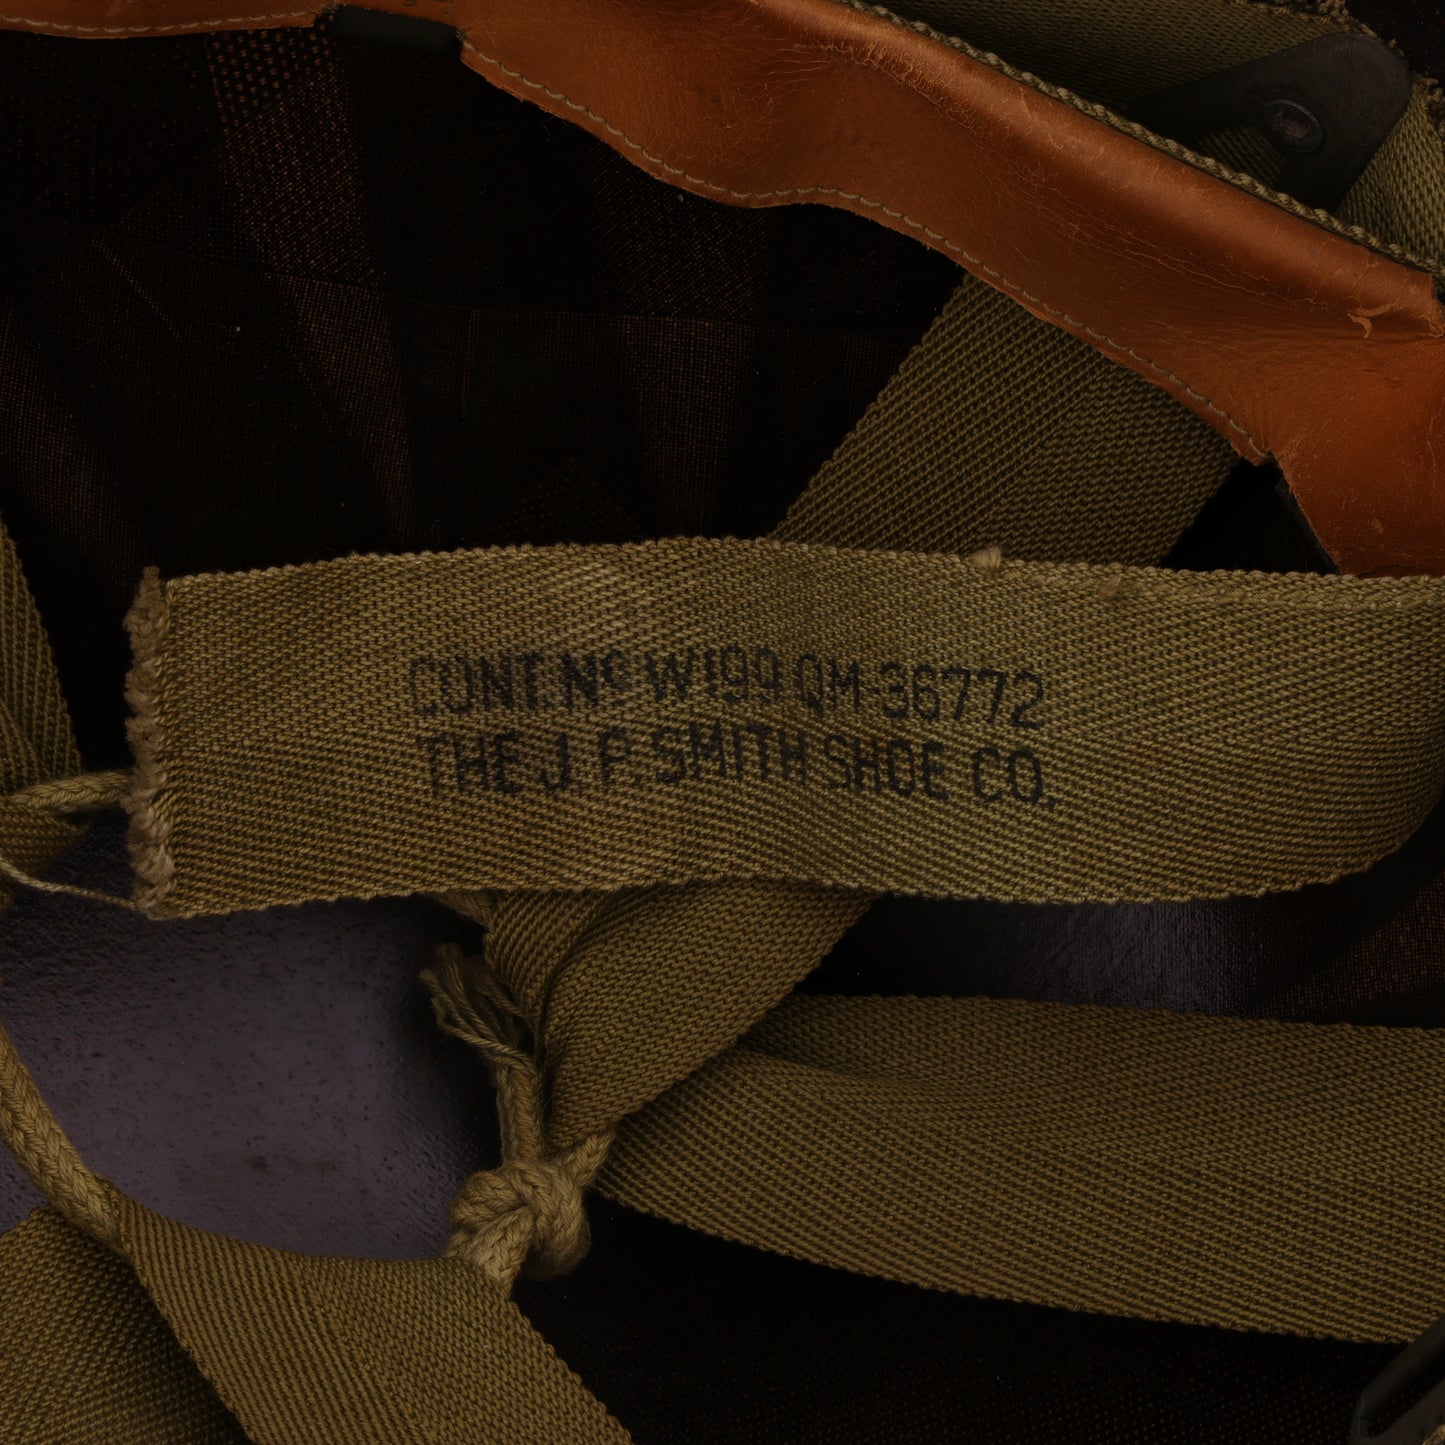 CONT.No W199 QM-36772
THE J. P. SMITH SHOE CO.